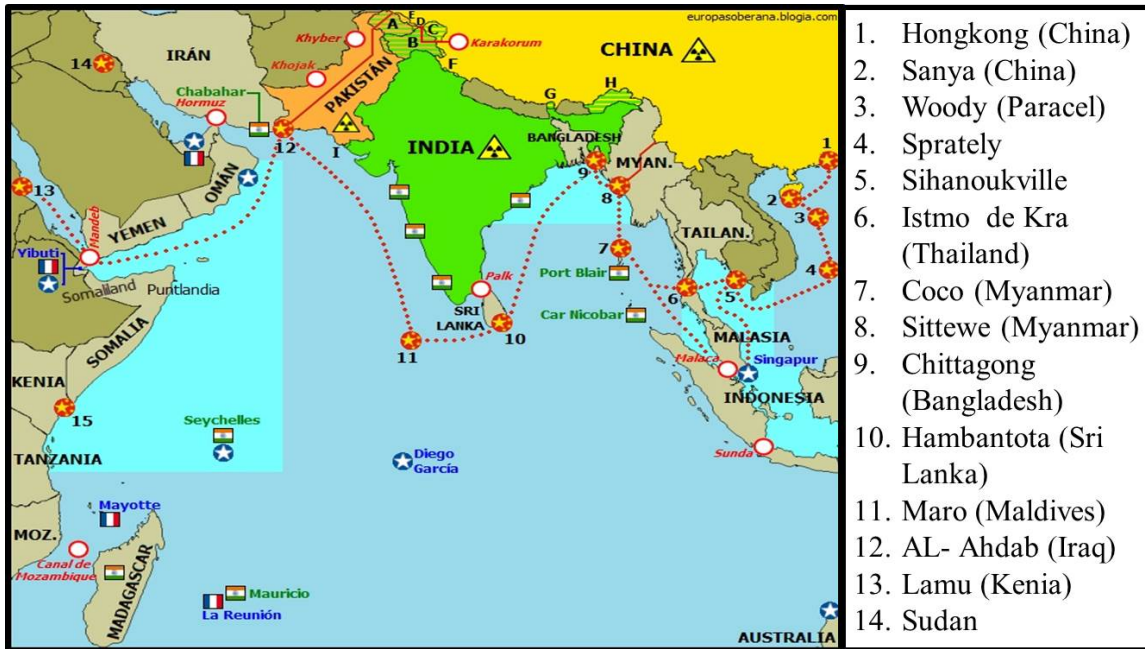 europasoberana.blogia.com
IRÁN
14
Khyber
A
E
D
C
B
F
Karakorum
CHINA
Khojak
PAKISTÁN
Chabahar
Hormuz
12
I
INDIA
G
H
BANGLADESH
MYAN.
9
8
1
2
3
4
13
OMÁN
YEMEN
Mandeb
Yibuti
Somaliland
Puntlandia
TAILAN.
7
Port Blair
6
5
Palk
SRI
LANKA
10
11
Car Nicobar
MALASIA
Malaca
Singapur
INDONESIA
SOMALIA
KENIA
15
Seychelles
TANZANIA
Diego
García
Sunda
Mayotte
MOZ.
Canal de
Mozambique
MADAGASCAR
Mauricio
La Reunión
AUSTRALIA
1. Hongkong (China)
2. Sanya (China)
3. Woody (Paracel)
4. Sprately
5. Sihanoukville
6. Istmo de Kra
(Thailand)
7. Coco (Myanmar)
8. Sittewe (Myanmar)
9. Chittagong
(Bangladesh)
10. Hambantota (Sri
Lanka)
11. Maro (Maldives)
12. AL- Ahdab (Iraq)
13. Lamu (Kenia)
14. Sudan